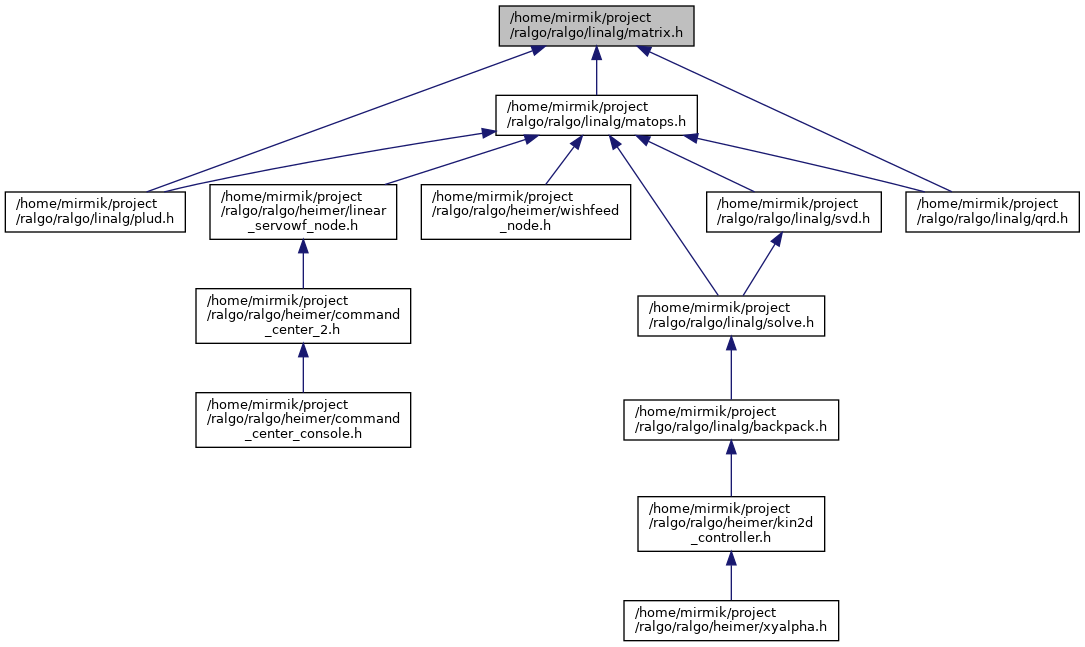 /home/mirmik/project
/ralgo/ralgo/linalg/matrix.h
/home/mirmik/project
/ralgo/ralgo/linalg/matops.h
/home/mirmik/project
/ralgo/ralgo/linalg/plud.h
/home/mirmik/project
/ralgo/ralgo/heimer/linear
_servowf_node.h
/home/mirmik/project
/ralgo/ralgo/heimer/wishfeed
_node.h
/home/mirmik/project
/ralgo/ralgo/linalg/svd.h
/home/mirmik/project
/ralgo/ralgo/linalg/qrd.h
/home/mirmik/project
/ralgo/ralgo/heimer/command
_center_2.h
/home/mirmik/project
/ralgo/ralgo/linalg/solve.h
/home/mirmik/project
/ralgo/ralgo/heimer/command
_center_console.h
/home/mirmik/project
/ralgo/ralgo/linalg/backpack.h
/home/mirmik/project
/ralgo/ralgo/heimer/kin2d
_controller.h
/home/mirmik/project
/ralgo/ralgo/heimer/xyalpha.h